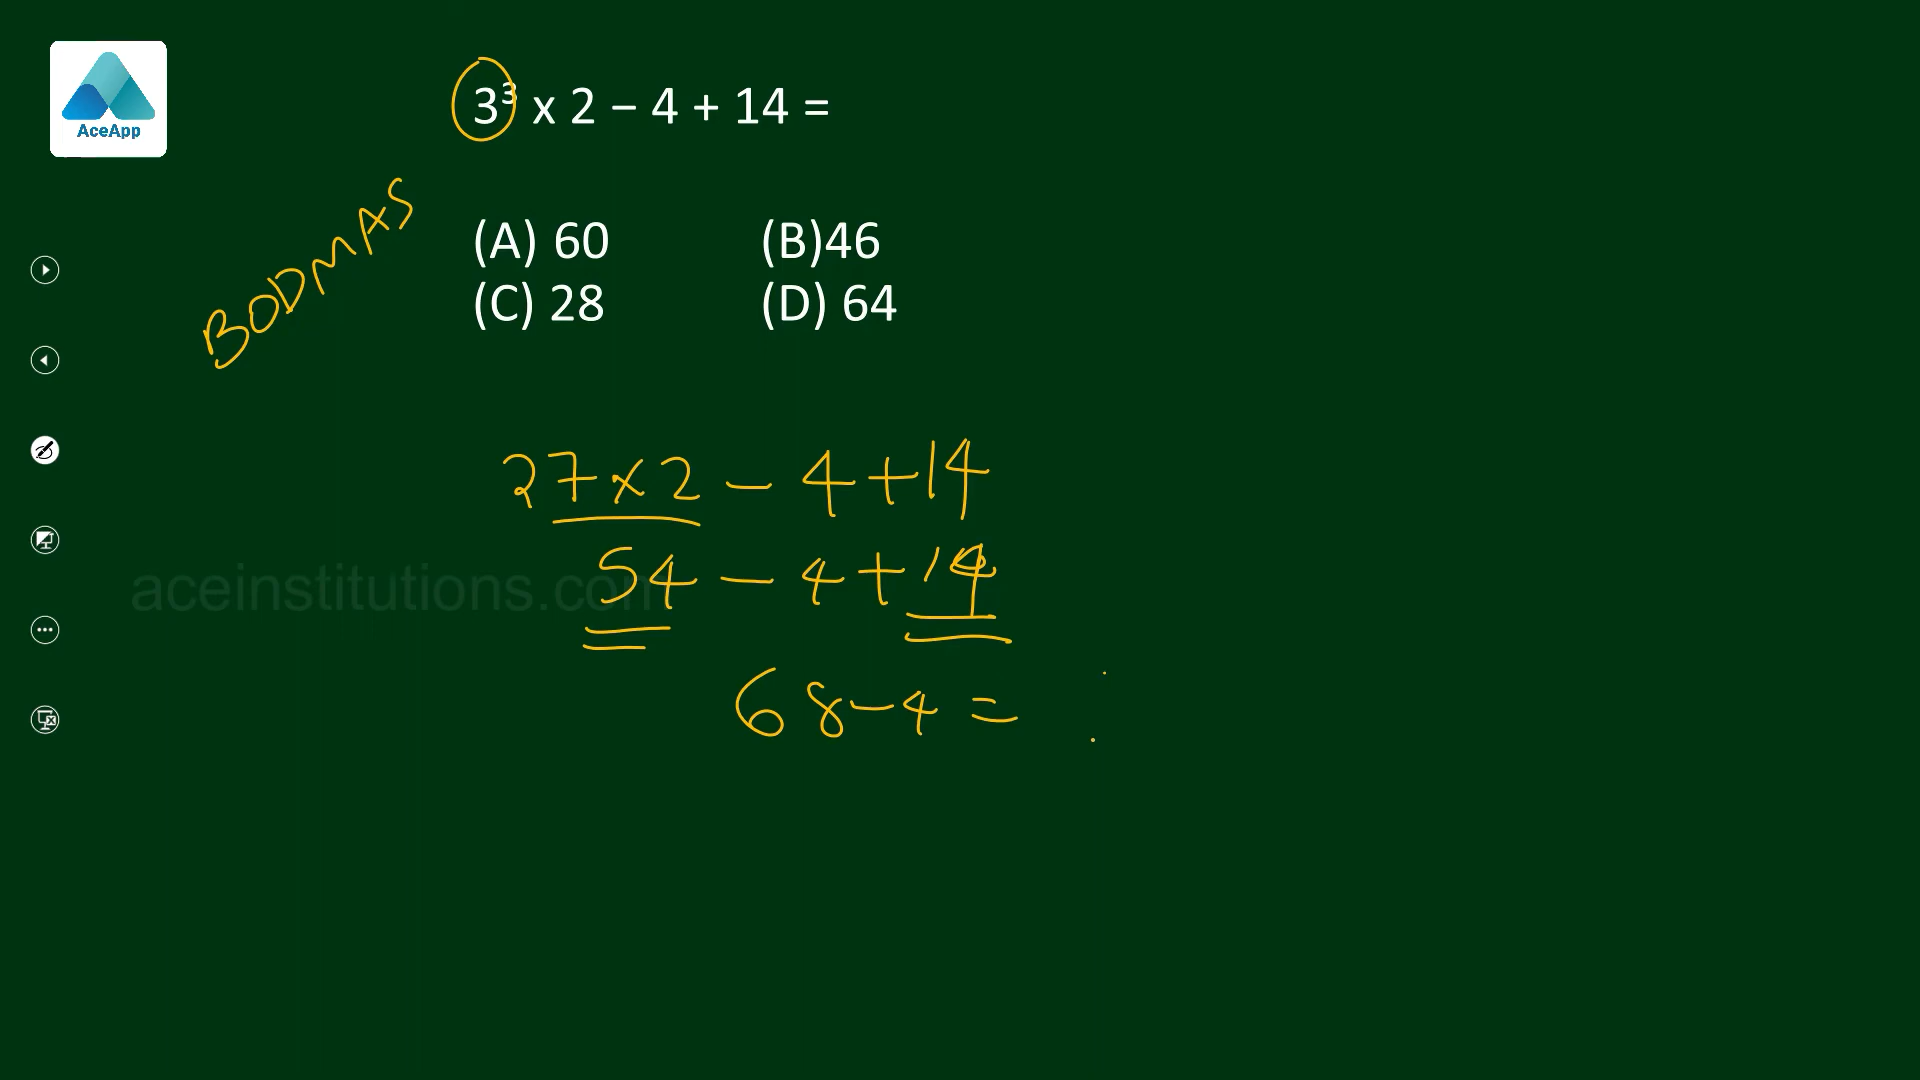 AceApp
3³ x 2 – 4 + 14 =
BODMAS
(A) 60 (B)46
(C) 28 (D) 64
27 x 2 – 4 + 14
54 – 4 + 14
aceinstitutions.com
68 – 4 =